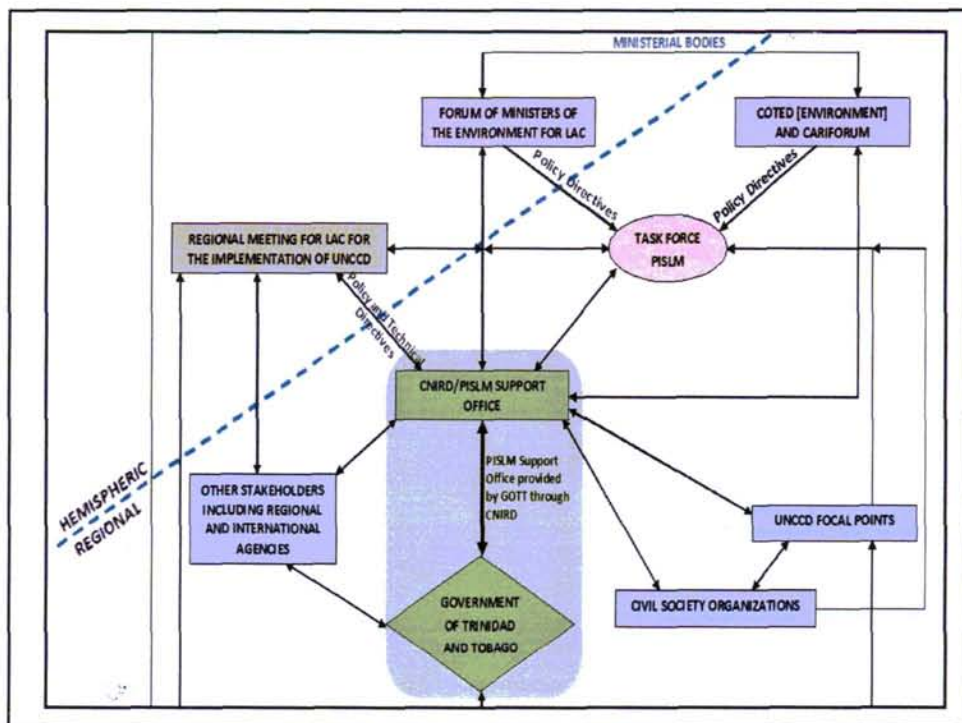 MINISTERIAL BODIES
FORUM OF MINISTERS OF
THE ENVIRONMENT FOR LAC
COTED [ENVIRONMENT]
AND CARIFORUM
Policy Directives
Policy Directives
REGIONAL MEETING FOR LAC FOR
THE IMPLEMENTATION OF UNCCD
TASK FORCE
PISLM
Policy and Technical
Directives
CNIRD/PISLM SUPPORT
OFFICE
PISLM Support
Office provided
by GOTT through
CNIRD
HEMISPHERIC
REGIONAL
OTHER STAKEHOLDERS
INCLUDING REGIONAL
AND INTERNATIONAL
AGENCIES
UNCCD FOCAL POINTS
CIVIL SOCIETY ORGANIZATIONS
GOVERNMENT
OF TRINIDAD
AND TOBAGO